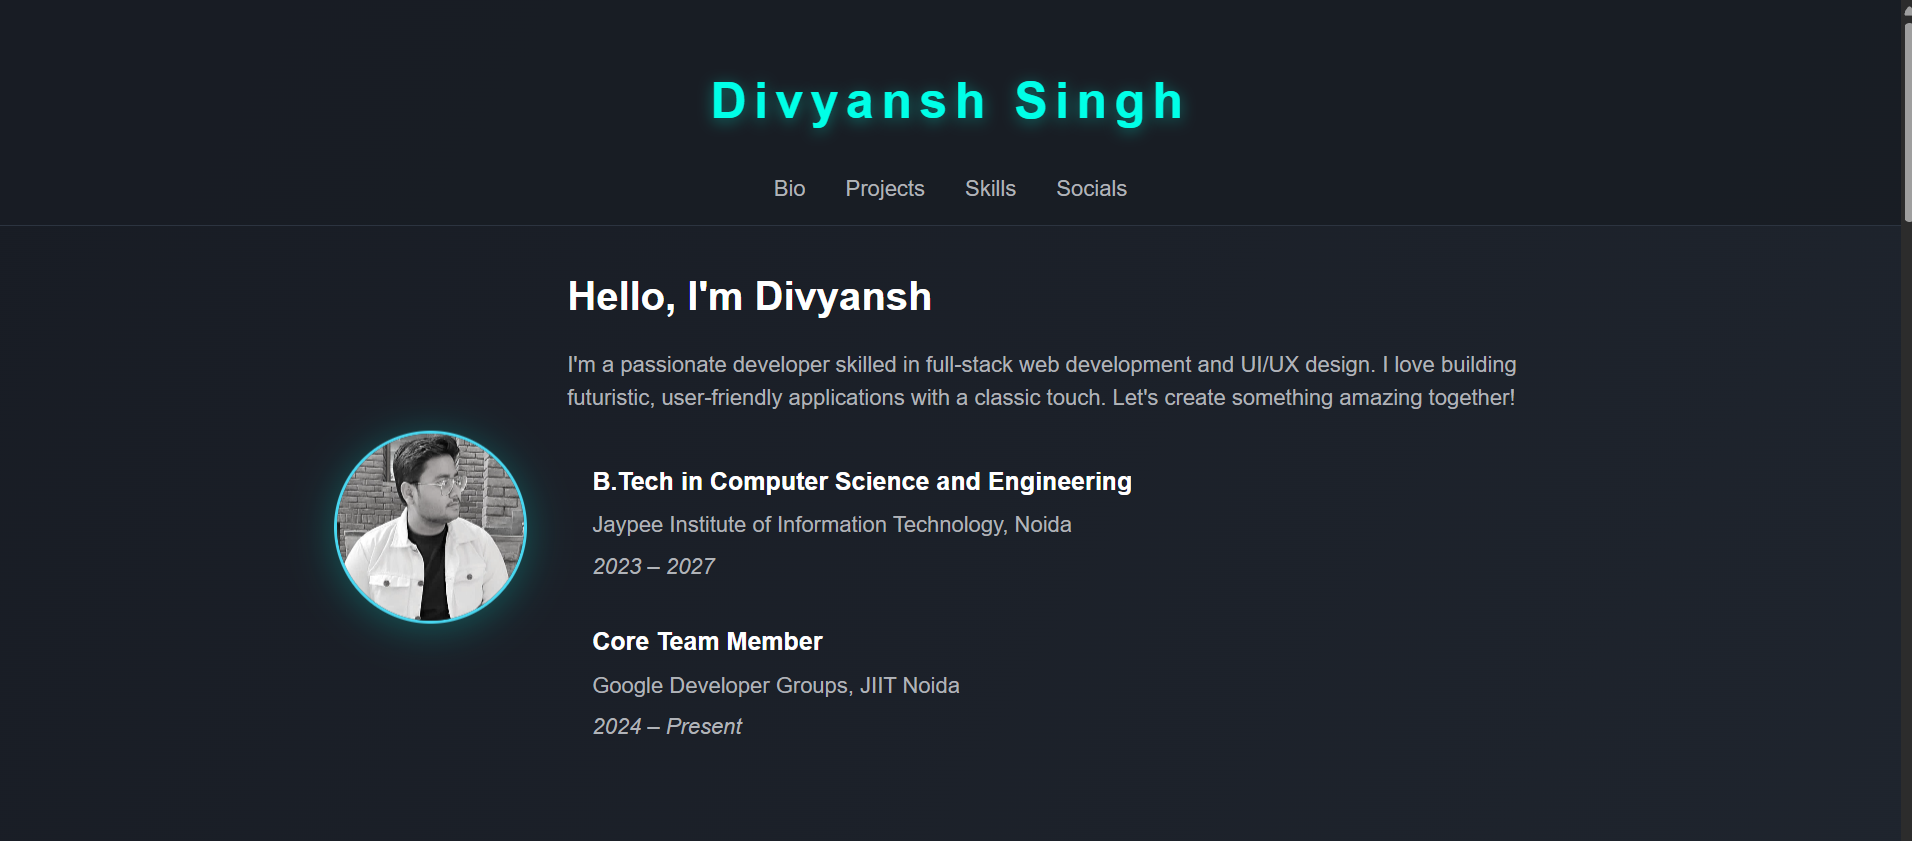 Divyansh Singh
Bio Projects Skills Socials
Hello, I'm Divyansh
I'm a passionate developer skilled in full-stack web development and UI/UX design. I love building
futuristic, user-friendly applications with a classic touch. Let's create something amazing together!
B.Tech in Computer Science and Engineering
Jaypee Institute of Information Technology, Noida
2023 – 2027
Core Team Member
Google Developer Groups, JIIT Noida
2024 – Present